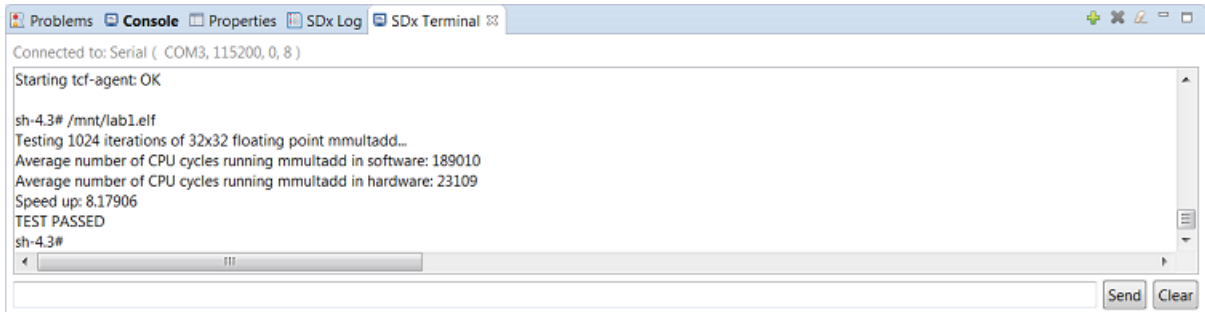 Problems Console Properties SDx Log SDx Terminal
Connected to: Serial ( COM3, 115200, 0, 8 )
Starting tcf-agent: OK
sh-4.3# /mnt/lab1.elf
Testing 1024 iterations of 32x32 floating point mmultadd...
Average number of CPU cycles running mmultadd in software: 189010
Average number of CPU cycles running mmultadd in hardware: 23109
Speed up: 8.17906
TEST PASSED
sh-4.3#
Send Clear